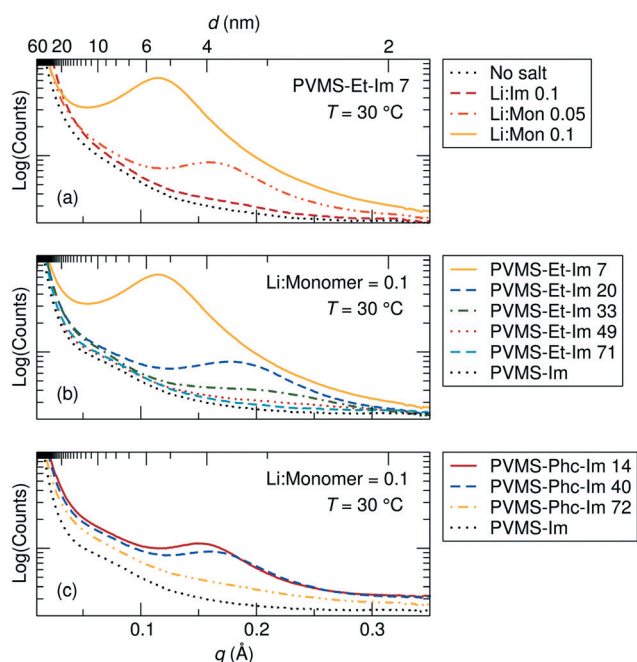 d (nm)
60 20 10 6 4 2
PVMS-Et-Im 7
T = 30 °C
Log(Counts)
(a)
No salt
Li:Im 0.1
Li:Mon 0.05
Li:Mon 0.1
Li:Monomer = 0.1
T = 30 °C
Log(Counts)
(b)
PVMS-Et-Im 7
PVMS-Et-Im 20
PVMS-Et-Im 33
PVMS-Et-Im 49
PVMS-Et-Im 71
PVMS-Im
Li:Monomer = 0.1
T = 30 °C
Log(Counts)
(c)
PVMS-Phc-Im 14
PVMS-Phc-Im 40
PVMS-Phc-Im 72
PVMS-Im
0.1 0.2 0.3
q (Å)